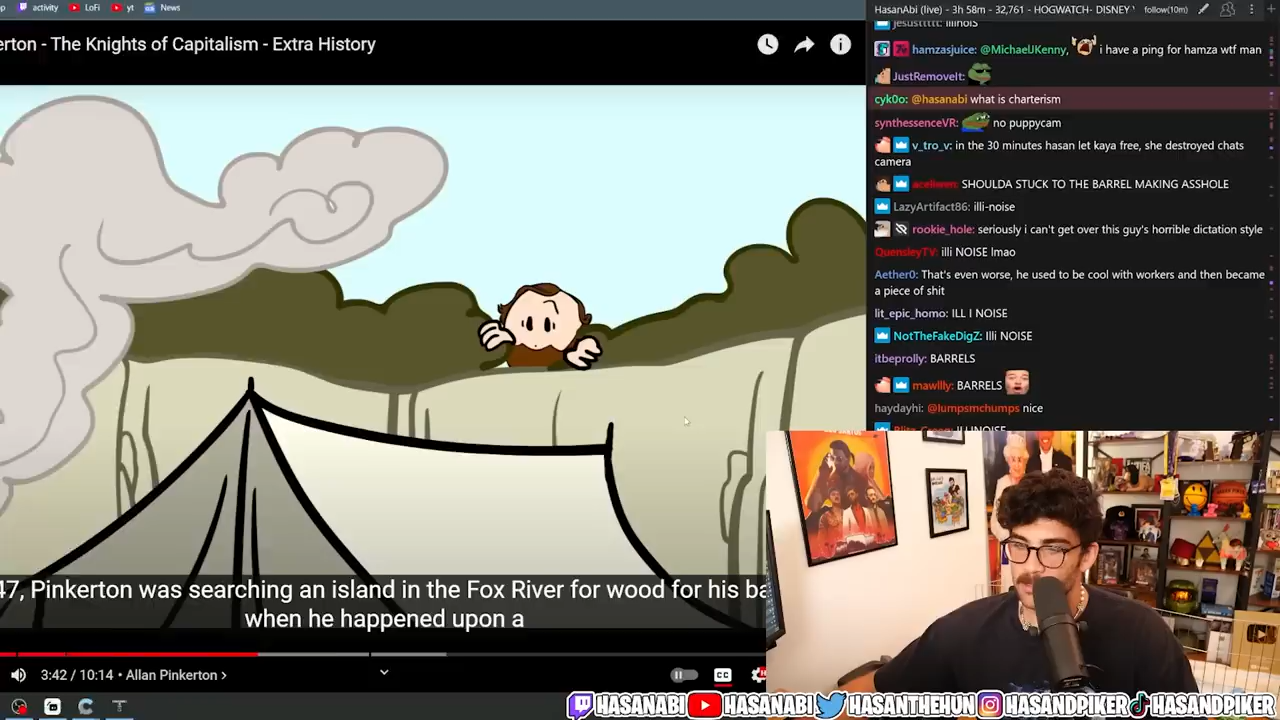 activity
LoFi
yt
News
HasanAbi (live) - 3h 58m - 32,761 - HOGWATCH- DISNEY
follow(10m)
erton - The Knights of Capitalism - Extra History
hamzasjuice: @MichaelJKenny, i have a ping for hamza wtf man
JustRemoveIt:
cyk0o: @hasanabi what is charterism
synthessenceVR: no puppycam
v_tro_v: in the 30 minutes hasan let kaya free, she destroyed chats
camera
aceliwen: SHOULDA STUCK TO THE BARREL MAKING ASSHOLE
LazyArtifact86: illi-noise
rookie_hole: seriously i can't get over this guy's horrible dictation style
QuensleyTV: illi NOISE lmao
Aether0: That's even worse, he used to be cool with workers and then became
a piece of shit
lit_epic_homo: ILL I NOISE
NotTheFakeDigZ: Illi NOISE
itbeprolly: BARRELS
mawllly: BARRELS
haydayhi: @lumpsmchumps nice
47, Pinkerton was searching an island in the Fox River for wood for his ba
when he happened upon a
3:42 / 10:14 • Allan Pinkerton >
CC
HASANABI HASANABI HASANTHEHUN HASANDPIKER HASANDPIKER